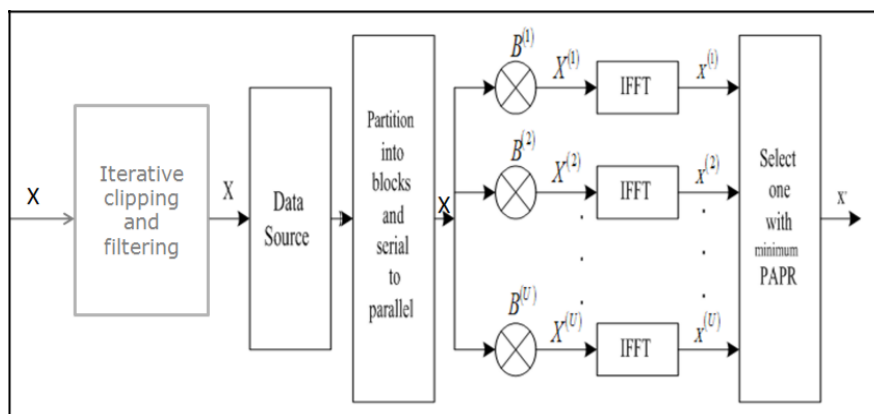 X
Iterative
clipping
and
filtering
X
Data
Source
Partition
into
blocks
and
serial
to
parallel
X
B^(1)
X^(1)
IFFT
x^(1)
B^(2)
X^(2)
IFFT
x^(2)
B^(U)
X^(U)
IFFT
x^(U)
Select
one
with
minimum
PAPR
x